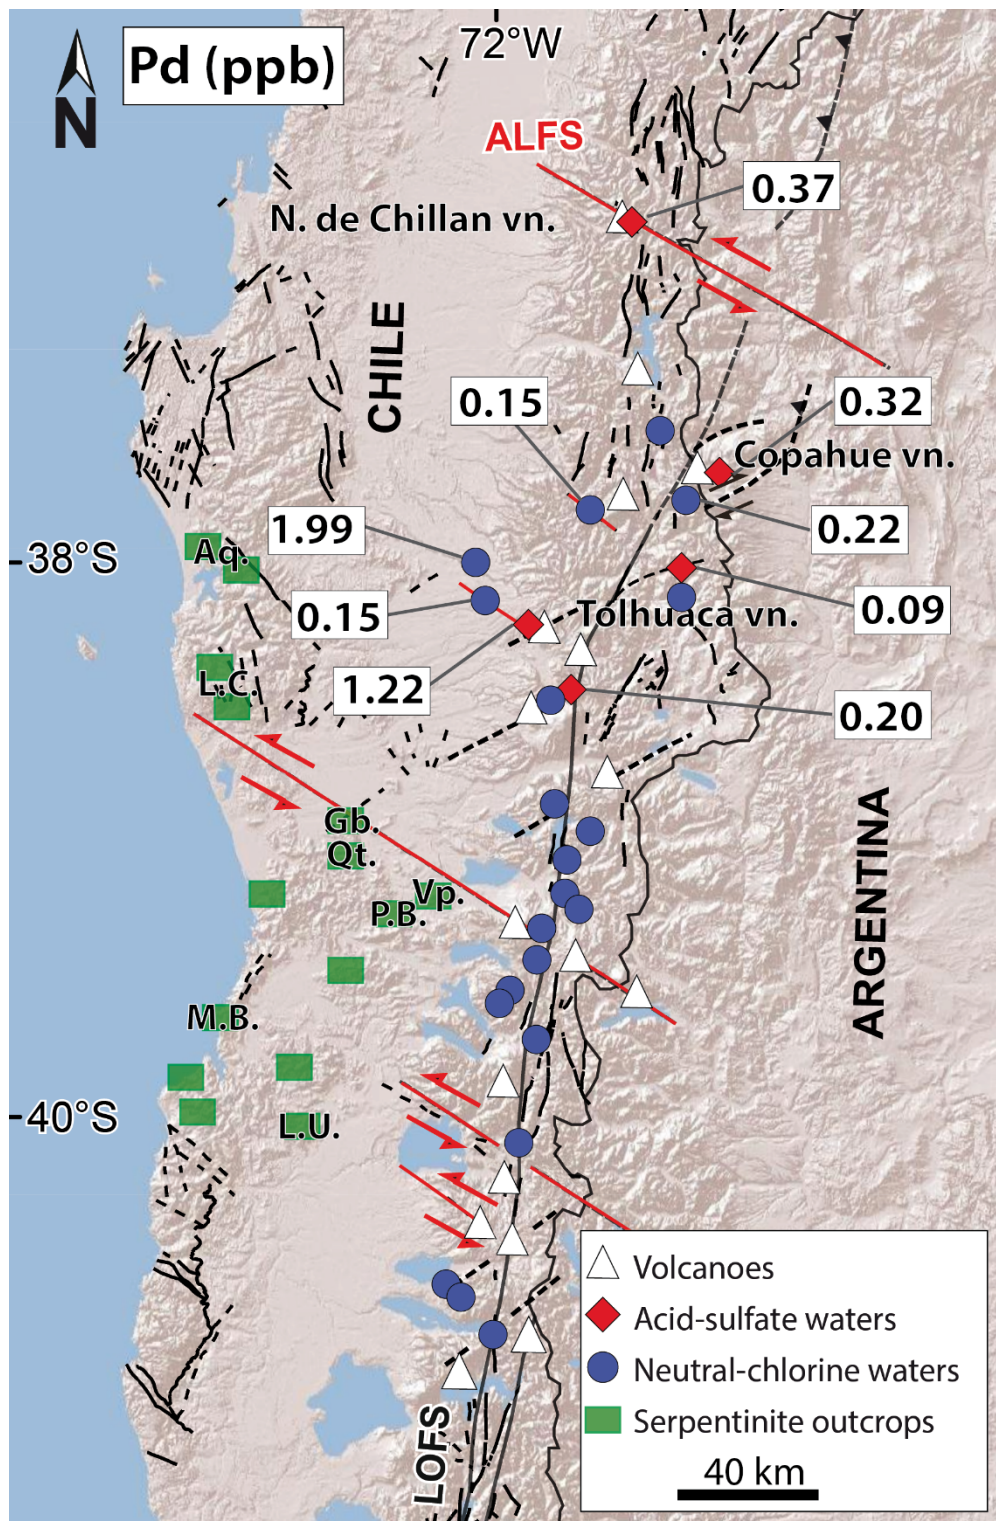 72°W
Pd (ppb)
N
ALFS
0.37
N. de Chillan vn.
CHILE
0.15
0.32
Copahue vn.
1.99
0.22
38°S
Aq.
0.15
Tolhuaca vn.
0.09
1.22
L.C.
0.20
Gb.
Qt.
ARGENTINA
Vp.
P.B.
M.B.
40°S
L.U.
Volcanoes
Acid-sulfate waters
Neutral-chlorine waters
Serpentinite outcrops
LOFS
40 km